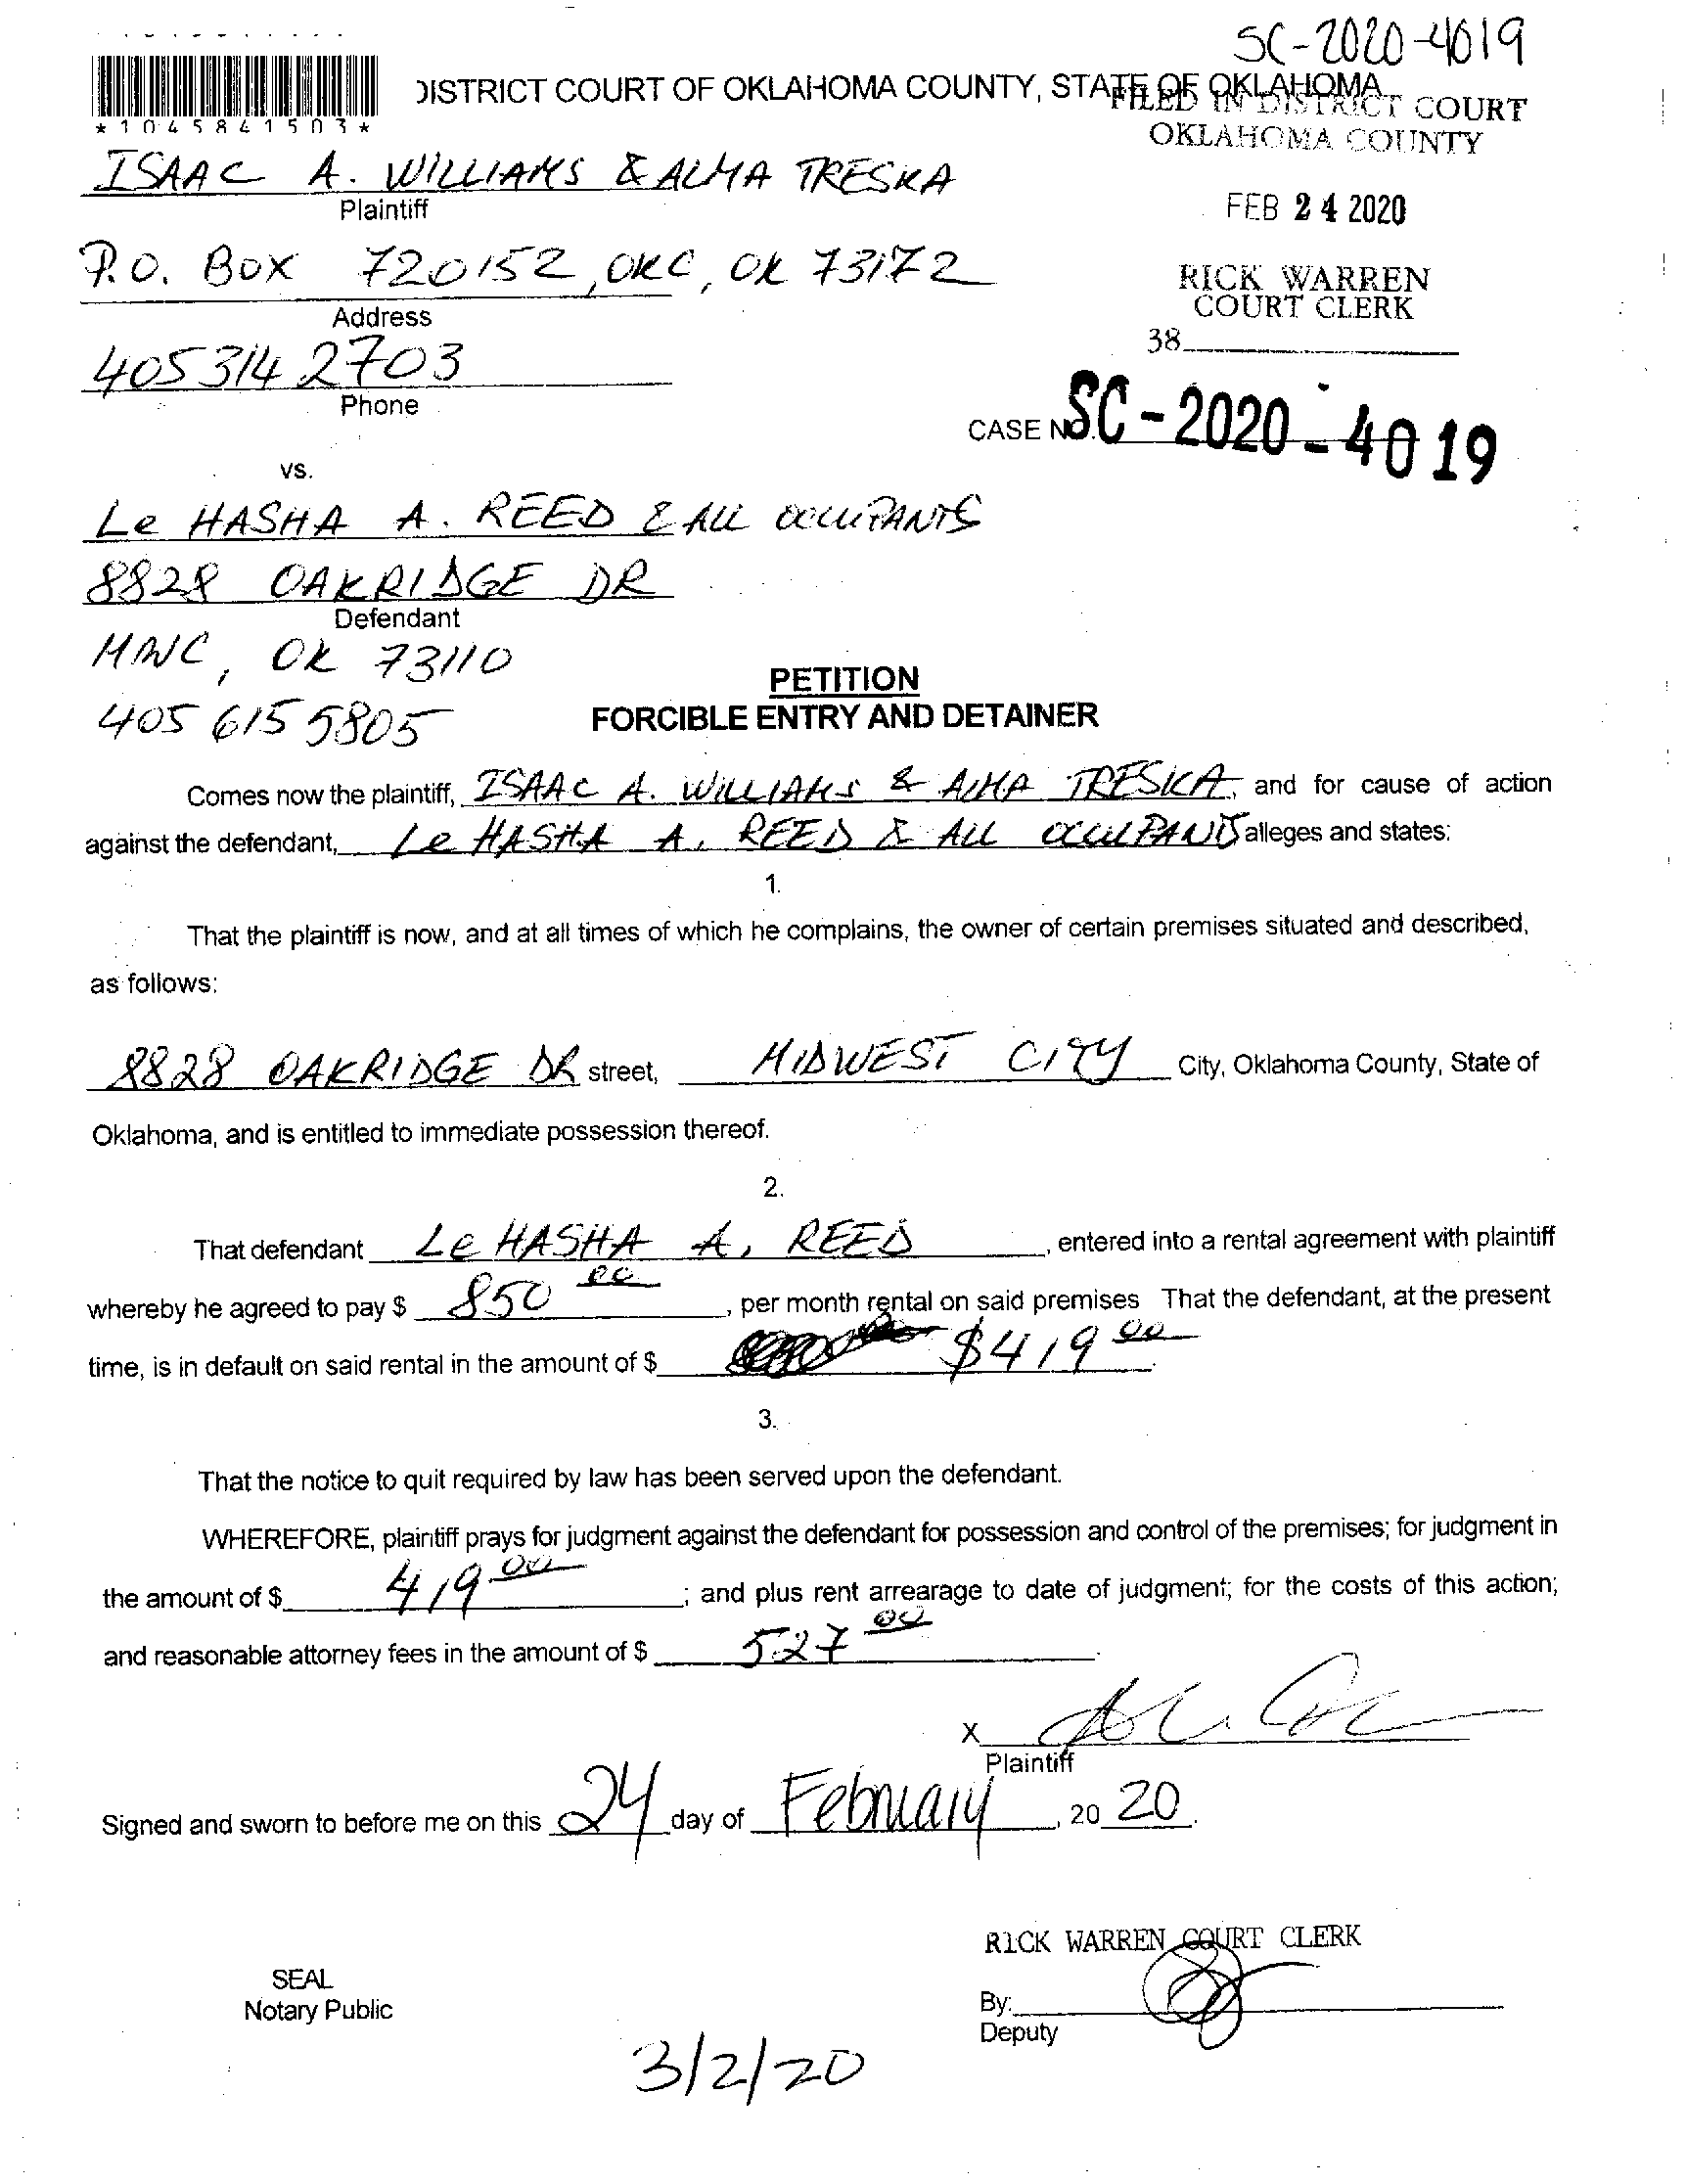 SC-2020-4019
DISTRICT COURT OF OKLAHOMA COUNTY, STATE OF OKLAHOMA
FILED IN DISTRICT COURT
OKLAHOMA COUNTY
*1045841503*
ISAAC A. WILLIAMS & ALMA TRESKA
Plaintiff
FEB 24 2020
P.O. BOX 720152, OKC, OK 73172
Address
RICK WARREN
COURT CLERK
38
405 314 2703
Phone
CASE NO. SC-2020-4019
vs.
Le HASHA A. REED & ALL OCCUPANTS
8828 OAKRIDGE DR
Defendant
MWC, OK 73110
405 615 5805
PETITION
FORCIBLE ENTRY AND DETAINER
Comes now the plaintiff, ISAAC A. WILLIAMS & ALMA TRESKA, and for cause of action
against the defendant, Le HASHA A. REED & ALL OCCUPANTS alleges and states:
1.
That the plaintiff is now, and at all times of which he complains, the owner of certain premises situated and described,
as follows:
8828 OAKRIDGE DR street, MIDWEST CITY City, Oklahoma County, State of
Oklahoma, and is entitled to immediate possession thereof.
2.
That defendant Le HASHA A. REED, entered into a rental agreement with plaintiff
whereby he agreed to pay $ 850 00, per month rental on said premises That the defendant, at the present
time, is in default on said rental in the amount of $ $419 00.
3.
That the notice to quit required by law has been served upon the defendant.
WHEREFORE, plaintiff prays for judgment against the defendant for possession and control of the premises; for judgment in
the amount of $ 419.00; and plus rent arrearage to date of judgment; for the costs of this action;
and reasonable attorney fees in the amount of $ 527 00.
X
Plaintiff
Signed and sworn to before me on this 24 day of February, 20 20.
RICK WARREN COURT CLERK
SEAL
Notary Public
By:
Deputy
3/2/20